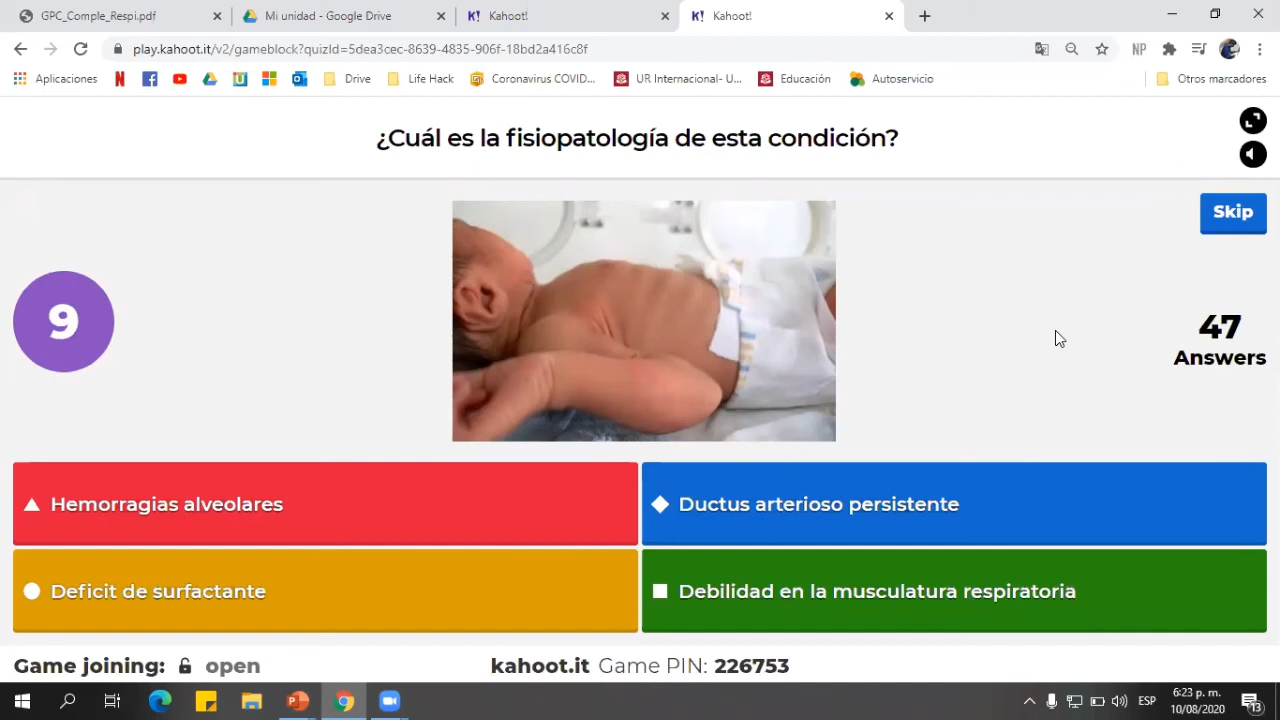 GPC_Comple_Respi.pdf
Mi unidad - Google Drive
Kahoot!
Kahoot!
play.kahoot.it/v2/gameblock?quizId=5dea3cec-8639-4835-906f-18bd2a416c8f
NP
Aplicaciones
Drive
Life Hack
Coronavirus COVID...
UR Internacional- U...
Educación
Autoservicio
Otros marcadores
¿Cuál es la fisiopatología de esta condición?
Skip
9
47
Answers
Hemorragias alveolares
Ductus arterioso persistente
Deficit de surfactante
Debilidad en la musculatura respiratoria
Game joining: open
kahoot.it Game PIN: 226753
ESP
6:23 p. m.
10/08/2020
13